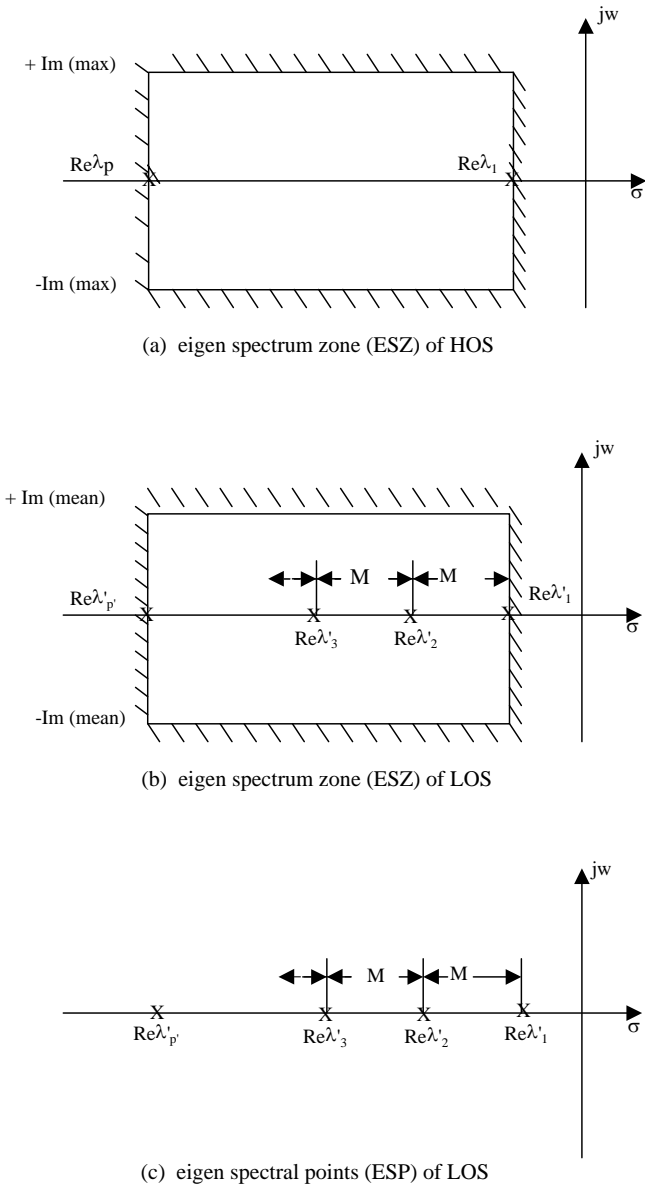 jw
+ Im (max)
Reλp
Reλ1
X
X
σ
-Im (max)
(a) eigen spectrum zone (ESZ) of HOS
jw
+ Im (mean)
M
M
Reλ'p'
Reλ'1
X
X
X
X
σ
Reλ'3
Reλ'2
-Im (mean)
(b) eigen spectrum zone (ESZ) of LOS
jw
M
M
X
X
X
X
σ
Reλ'p'
Reλ'3
Reλ'2
Reλ'1
(c) eigen spectral points (ESP) of LOS